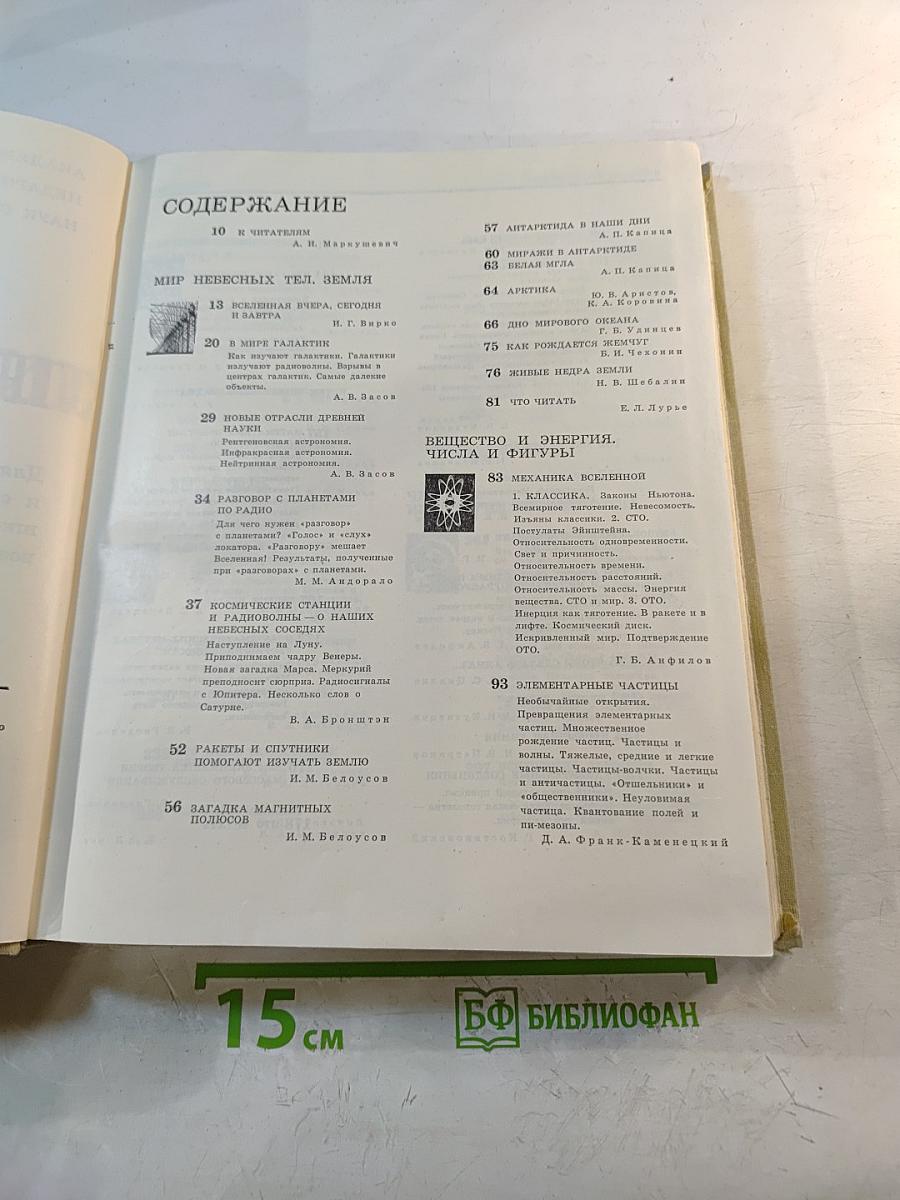 СОДЕРЖАНИЕ
10 К ЧИТАТЕЛЯМ
А. И. Маркушевич
МИР НЕБЕСНЫХ ТЕЛ. ЗЕМЛЯ
13 ВСЕЛЕННАЯ ВЧЕРА, СЕГОДНЯ
И ЗАВТРА
И. Г. Вирко
20 В МИРЕ ГАЛАКТИК
Как изучают галактики. Галактики
излучают радиоволны. Взрывы в
центрах галактик. Самые далекие
объекты.
А. В. Засов
29 НОВЫЕ ОТРАСЛИ ДРЕВНЕЙ
НАУКИ
Рентгеновская астрономия.
Инфракрасная астрономия.
Нейтринная астрономия.
А. В. Засов
34 РАЗГОВОР С ПЛАНЕТАМИ
ПО РАДИО
Для чего нужен «разговор»
с планетами? «Голос» и «слух»
локатора. «Разговору» мешает
Вселенная! Результаты, полученные
при «разговорах» с планетами.
М. М. Андорало
37 КОСМИЧЕСКИЕ СТАНЦИИ
И РАДИОВОЛНЫ — О НАШИХ
НЕБЕСНЫХ СОСЕДЯХ
Наступление на Луну.
Приподнимаем чадру Венеры.
Новая загадка Марса. Меркурий
преподносит сюрприз. Радиосигналы
с Юпитера. Несколько слов о
Сатурне.
В. А. Бронштэн
52 РАКЕТЫ И СПУТНИКИ
ПОМОГАЮТ ИЗУЧАТЬ ЗЕМЛЮ
И. М. Белоусов
56 ЗАГАДКА МАГНИТНЫХ
ПОЛЮСОВ
И. М. Белоусов
57 АНТАРКТИДА В НАШИ ДНИ
А. П. Капица
60 МИРАЖИ В АНТАРКТИДЕ
63 БЕЛАЯ МГЛА
А. П. Капица
64 АРКТИКА
Ю. В. Аристов,
К. А. Коровина
66 ДНО МИРОВОГО ОКЕАНА
Г. Б. Удинцев
75 КАК РОЖДАЕТСЯ ЖЕМЧУГ
Б. И. Чехонин
76 ЖИВЫЕ НЕДРА ЗЕМЛИ
Н. В. Шебалин
81 ЧТО ЧИТАТЬ
Е. Л. Лурье
ВЕЩЕСТВО И ЭНЕРГИЯ.
ЧИСЛА И ФИГУРЫ
83 МЕХАНИКА ВСЕЛЕННОЙ
1. КЛАССИКА. Законы Ньютона.
Всемирное тяготение. Невесомость.
Изъяны классики. 2. СТО.
Постулаты Эйнштейна.
Относительность одновременности.
Свет и причинность.
Относительность времени.
Относительность расстояний.
Относительность массы. Энергия
вещества. СТО и мир. 3. ОТО.
Инерция как тяготение. В ракете и в
лифте. Космический диск.
Искривленный мир. Подтверждение
ОТО.
Г. Б. Анфилов
93 ЭЛЕМЕНТАРНЫЕ ЧАСТИЦЫ
Необычайные открытия.
Превращения элементарных
частиц. Множественное
рождение частиц. Частицы и
волны. Тяжелые, средние и легкие
частицы. Частицы-волчки. Частицы
и античастицы. «Отшельники» и
«общественники». Неуловимая
частица. Квантование полей и
пи-мезоны.
Д. А. Франк-Каменецкий
15 см
БФ БИБЛИОФАН